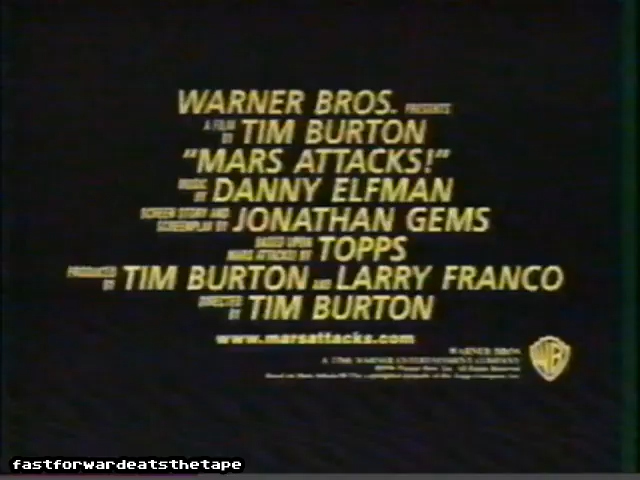 WARNER BROS. PRESENTS
A FILM BY TIM BURTON
"MARS ATTACKS!"
MUSIC BY DANNY ELFMAN
SCREEN STORY AND SCREENPLAY BY JONATHAN GEMS
BASED UPON MARS ATTACKS! BY TOPPS
PRODUCED BY TIM BURTON AND LARRY FRANCO
DIRECTED BY TIM BURTON
www.marsattacks.com
WARNER BROS
A TIME WARNER ENTERTAINMENT COMPANY
WB
fastforwardeatsthetape